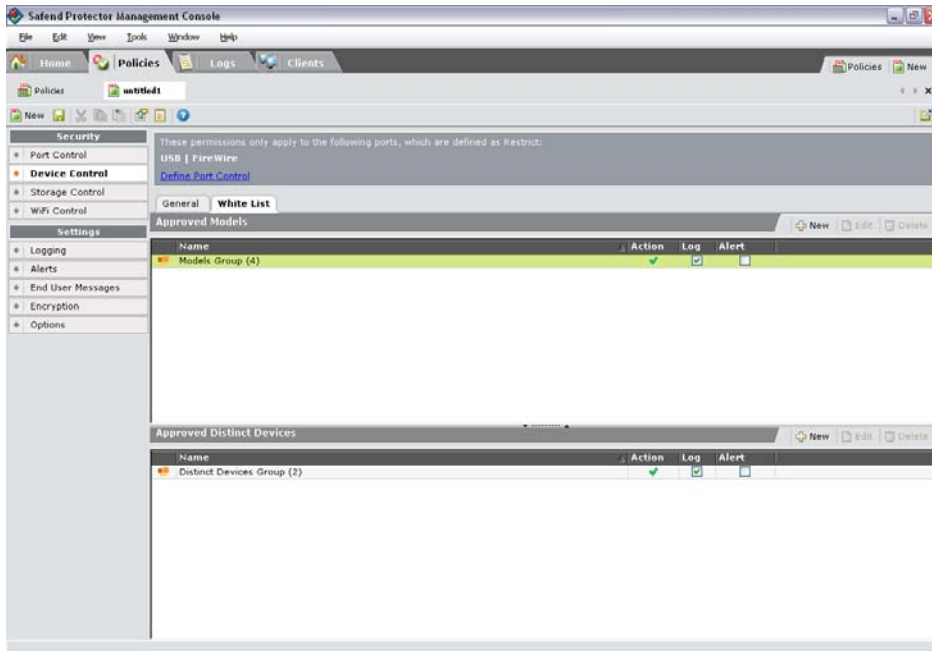 Safend Protector Management Console
File Edit View Tools Window Help
Home Policies Logs Clients
Policies New
Policies untitled1
New
Security
Port Control
Device Control
Storage Control
WiFi Control
Settings
Logging
Alerts
End User Messages
Encryption
Options
These permissions only apply to the following ports, which are defined as Restrict:
USB | FireWire
Define Port Control
General White List
Approved Models
New Edit Delete
Name Action Log Alert
Models Group (4)
Approved Distinct Devices
New Edit Delete
Name Action Log Alert
Distinct Devices Group (2)